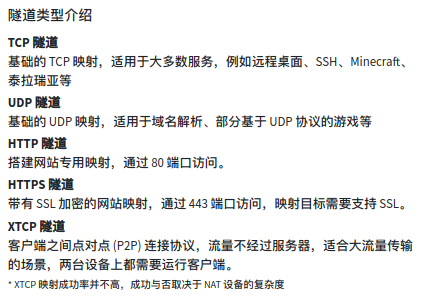 隧道类型介绍
TCP 隧道
基础的 TCP 映射，适用于大多数服务，例如远程桌面、SSH、Minecraft、
泰拉瑞亚等
UDP 隧道
基础的 UDP 映射，适用于域名解析、部分基于 UDP 协议的游戏等
HTTP 隧道
搭建网站专用映射，通过 80 端口访问。
HTTPS 隧道
带有 SSL 加密的网站映射，通过 443 端口访问，映射目标需要支持 SSL。
XTCP 隧道
客户端之间点对点 (P2P) 连接协议，流量不经过服务器，适合大流量传输
的场景，两台设备上都需要运行客户端。
* XTCP 映射成功率并不高，成功与否取决于 NAT 设备的复杂度